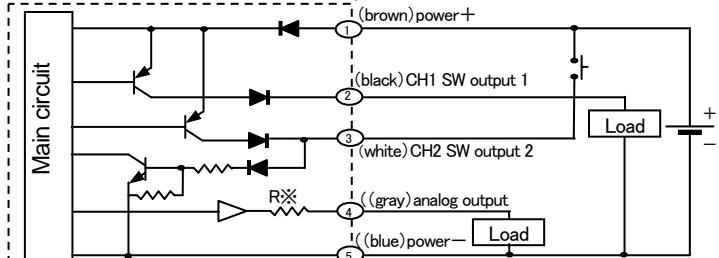 Main circuit
1
(brown)power+
2
(black)CH1 SW output 1
3
(white)CH2 SW output 2
R※
4
((gray)analog output
5
((blue)power−
Load
Load
+
−